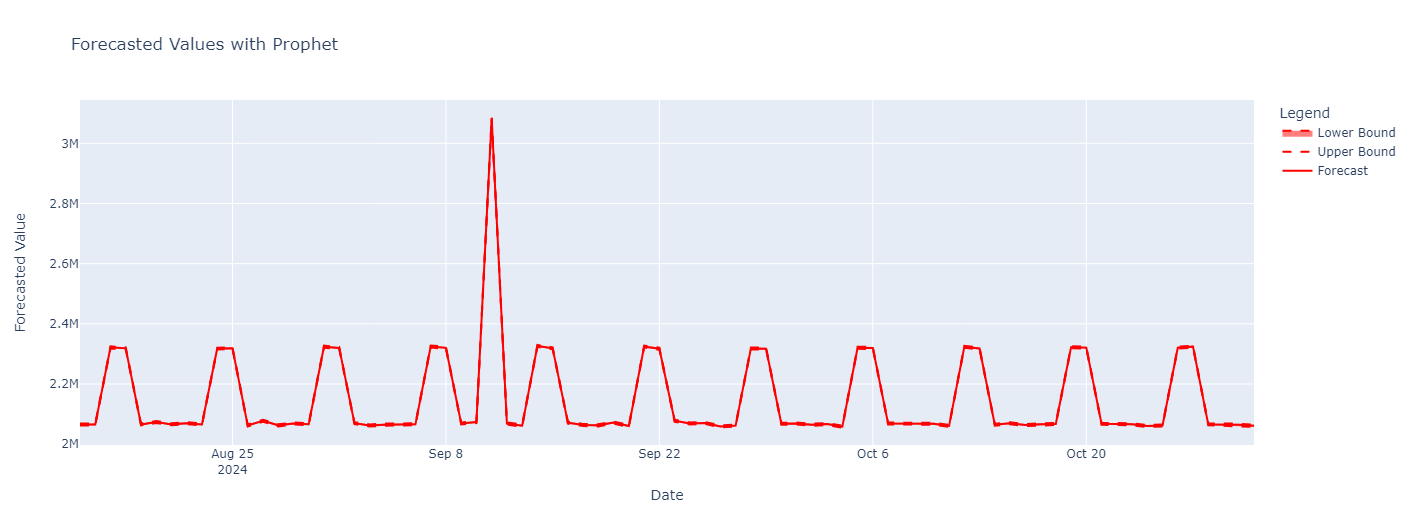 Forecasted Values with Prophet
Legend
Lower Bound
Upper Bound
Forecast
3M
2.8M
2.6M
2.4M
2.2M
2M
Forecasted Value
Aug 25
2024
Sep 8
Sep 22
Oct 6
Oct 20
Date